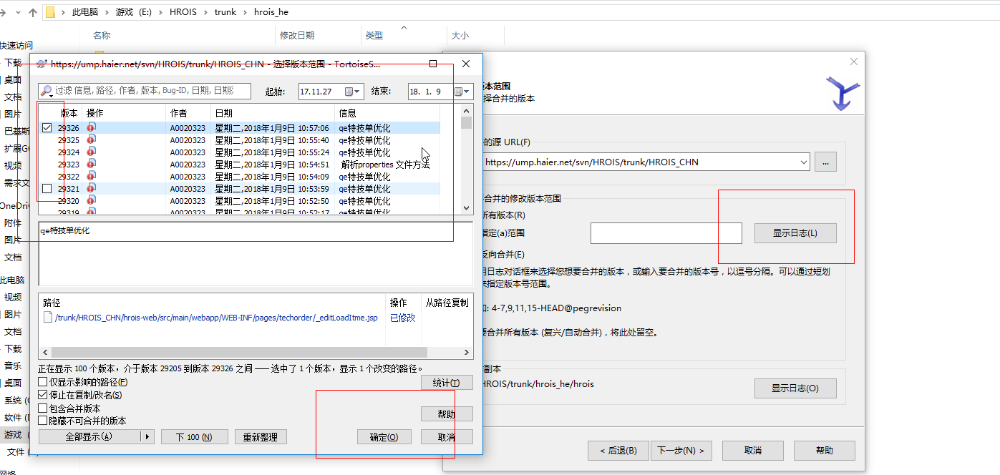 此电脑 › 游戏 (E:) › HROIS › trunk › hrois_he
名称 修改日期 类型 大小
快速访问
下载
桌面
文档
图片
巴基斯
扩展G
视频
需求文
OneDriv
附件
图片
文档
此电脑
视频
图片
文档
下载
音乐
桌面
系统 (
软件 (
游戏 (
文件 (
网络
https://ump.haier.net/svn/HROIS/trunk/HROIS_CHN - 选择版本范围 - TortoiseS...
过滤 信息, 路径, 作者, 版本, Bug-ID, 日期, 日期 起始: 17.11.27 结束: 18. 1. 9
版本 操作 作者 日期 信息
29326 A0020323 星期二,2018年1月9日 10:57:06 qe特技单优化
29325 A0020323 星期二,2018年1月9日 10:55:40 qe特技单优化
29324 A0020323 星期二,2018年1月9日 10:55:24 qe特技单优化
29323 A0020323 星期二,2018年1月9日 10:54:51 解析properties 文件方法
29322 A0020323 星期二,2018年1月9日 10:54:09 qe特技单优化
29321 A0020323 星期二,2018年1月9日 10:53:59 qe特技单优化
29320 A0020323 星期二,2018年1月9日 10:52:50 qe特技单优化
29319 A0020323 星期二,2018年1月9日 10:52:17 qe特技单优化
qe特技单优化
路径 操作 从路径复制
/trunk/HROIS_CHN/hrois-web/src/main/webapp/WEB-INF/pages/techorder/_editLoadItme.jsp 已修改
正在显示 100 个版本，介于版本 29205 到版本 29326 之间 —— 选中了 1 个版本，显示 1 个改变的路径。
仅显示影响的路径(F) 统计(T)
停止在复制/改名(S)
包含合并版本 帮助
隐藏不可合并的版本
全部显示(A) 下 100 (N) 重新整理 确定(O) 取消
版本范围
择合并的版本
的源 URL(F)
https://ump.haier.net/svn/HROIS/trunk/HROIS_CHN ...
合并的修改版本范围
所有版本(R)
指定(a)范围 显示日志(L)
反向合并(E)
用日志对话框来选择您想要合并的版本，或输入要合并的版本号，以逗号分隔。可以通过短划
来指定版本号范围。
如: 4-7,9,11,15-HEAD@pegrevision
要合并所有版本 (复兴/自动合并)，将此处留空。
副本
HROIS/trunk/hrois_he/hrois 显示日志(O)
< 后退(B) 下一步(N) > 取消 帮助